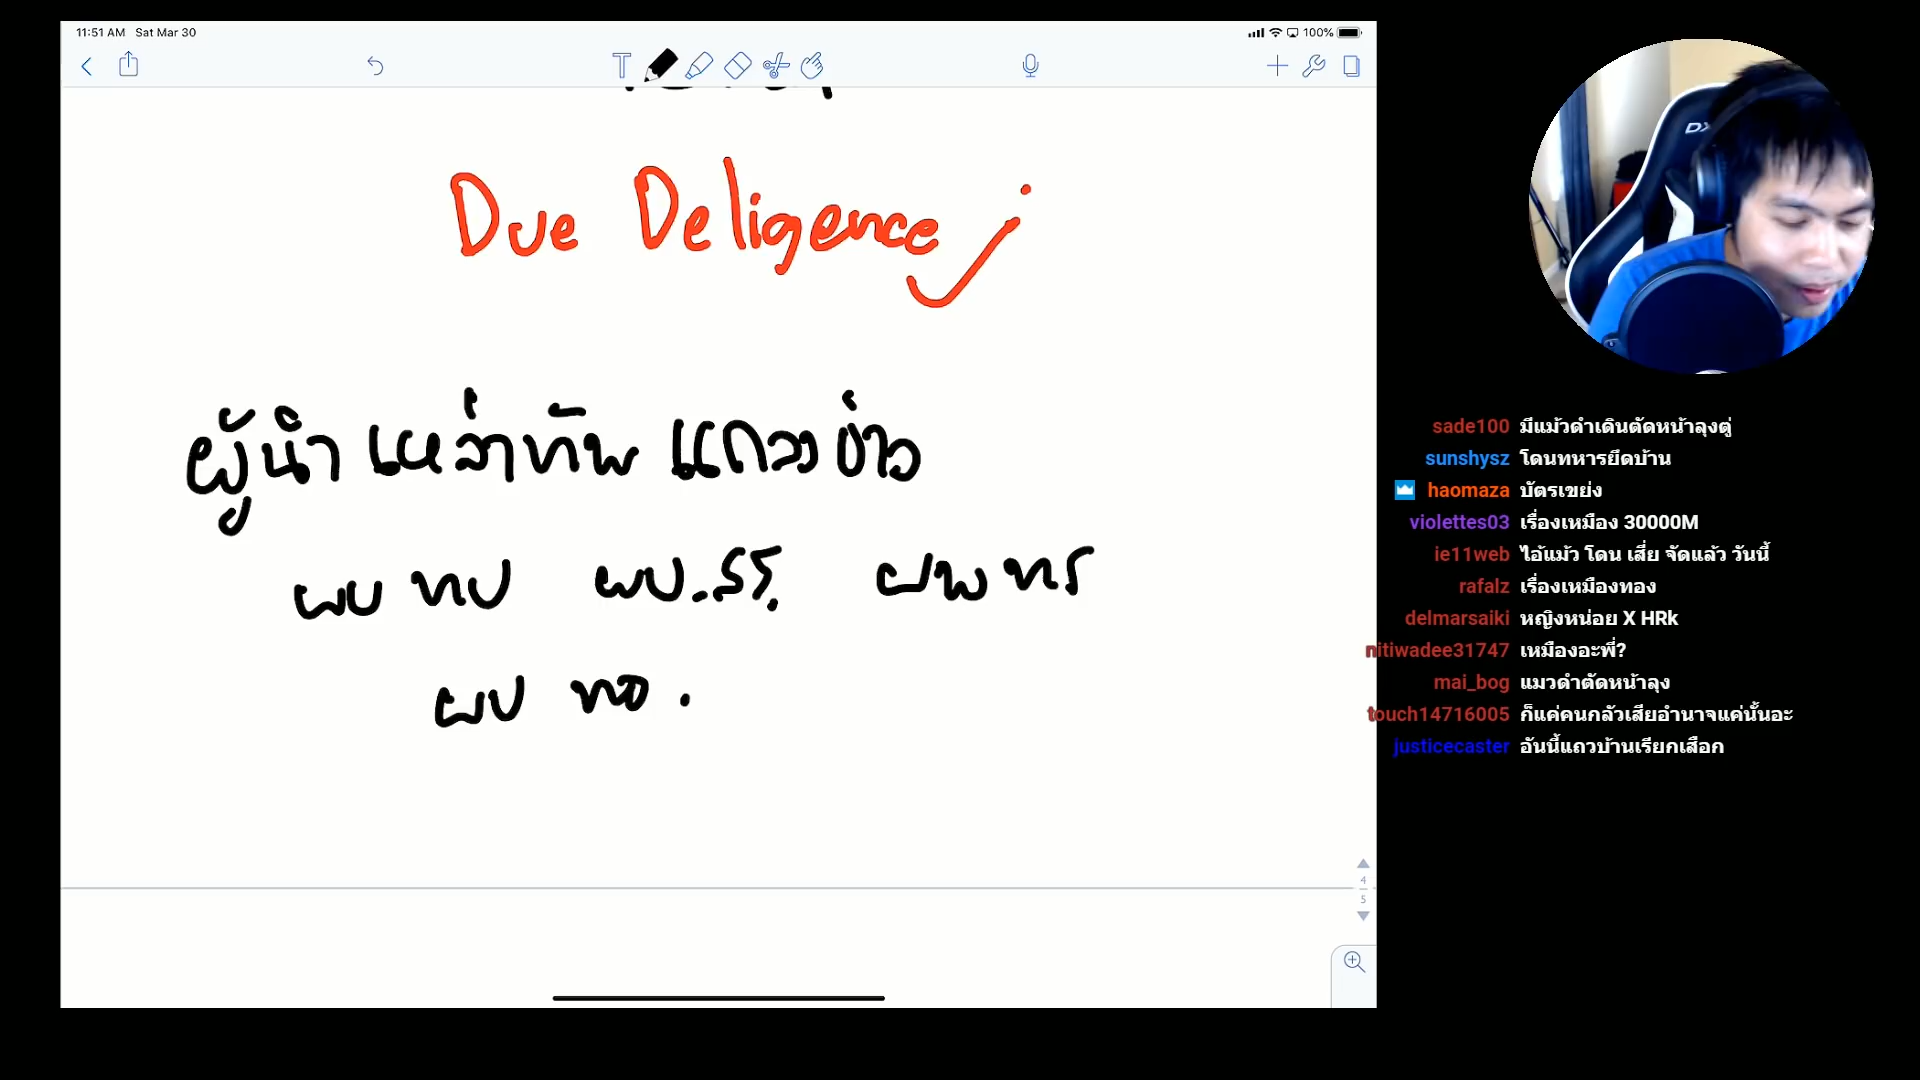 11:51 AM Sat Mar 30
100%
T
Due Deligence
ผู้นำเหล่าทัพแถลงข่าว
ผบ ทบ ผบ.สส. ผบ ทร
ผบ ทอ.
4
5
DX
sade100 มีแม้วดำเดินตัดหน้าลุงตู่
sunshysz โดนทหารยึดบ้าน
haomaza บัตรเขย่ง
violettes03 เรื่องเหมือง 30000M
ie11web ไอ้แม้ว โดน เสี่ย จัดแล้ว วันนี้
rafalz เรื่องเหมืองทอง
delmarsaiki หญิงหน่อย X HRk
nitiwadee31747 เหมืองอะพี่?
mai_bog แมวดำตัดหน้าลุง
touch14716005 ก็แค่คนกลัวเสียอำนาจแค่นั้นอะ
justicecaster อันนี้แถวบ้านเรียกเสือก